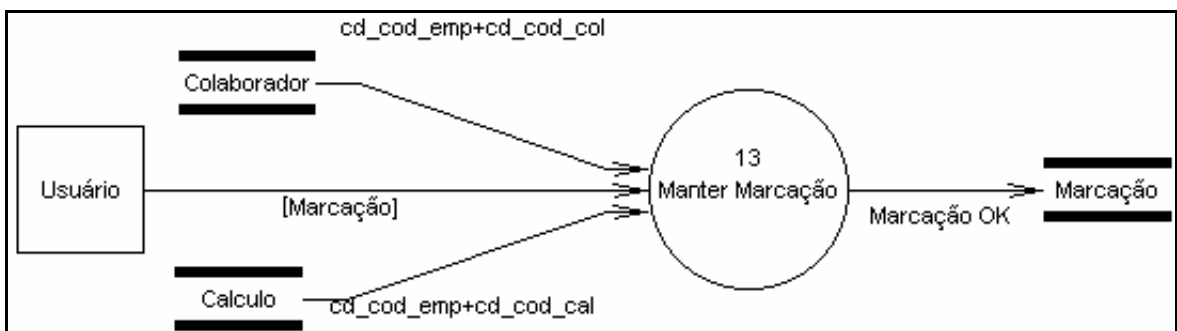 cd_cod_emp+cd_cod_col
Colaborador
13
Usuário
[Marcação]
Manter Marcação
Marcação OK
Marcação
Calculo
cd_cod_emp+cd_cod_cal